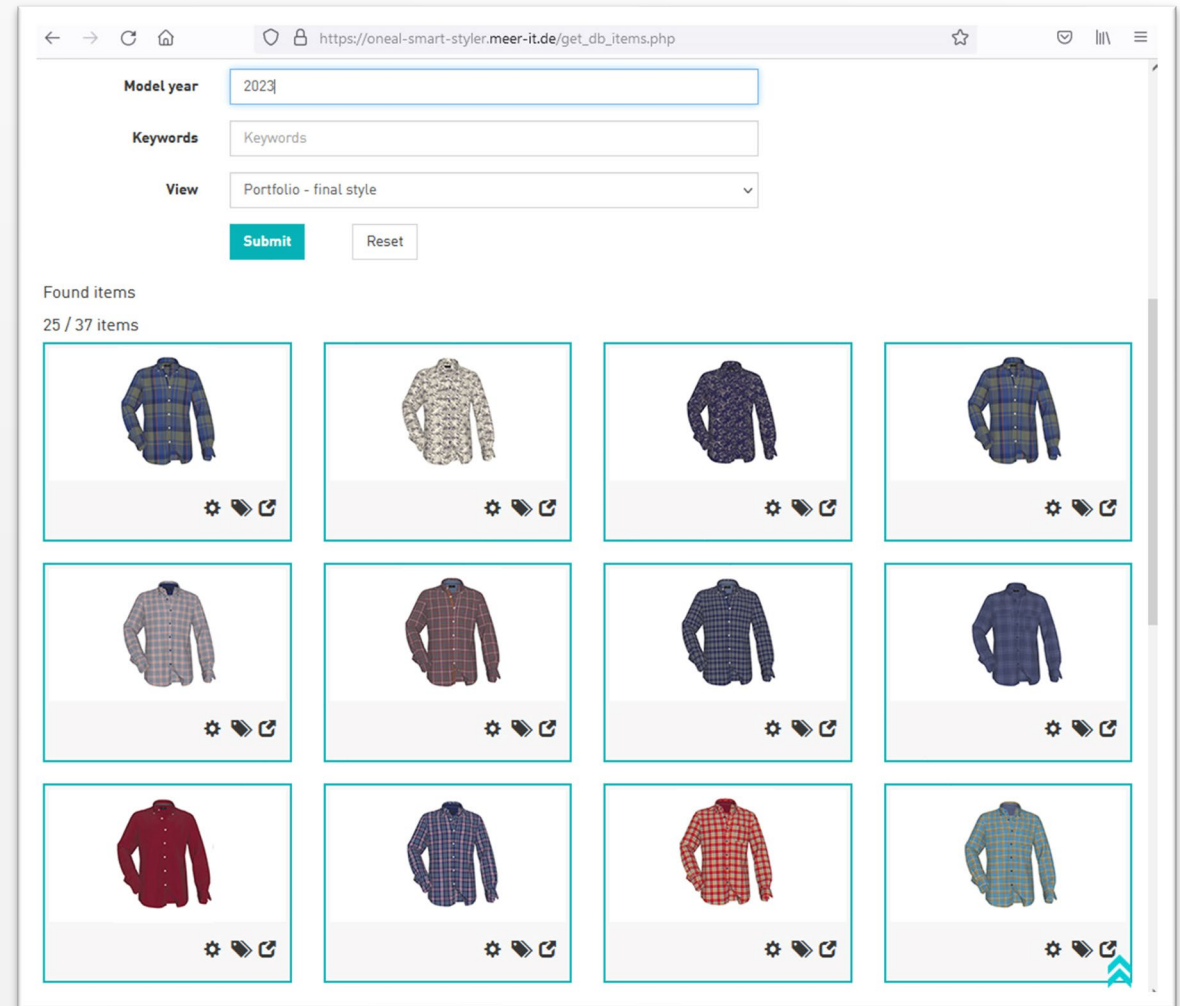 https://oneal-smart-styler.meer-it.de/get_db_items.php
Model year 2023
Keywords Keywords
View Portfolio - final style
Submit Reset
Found items
25 / 37 items